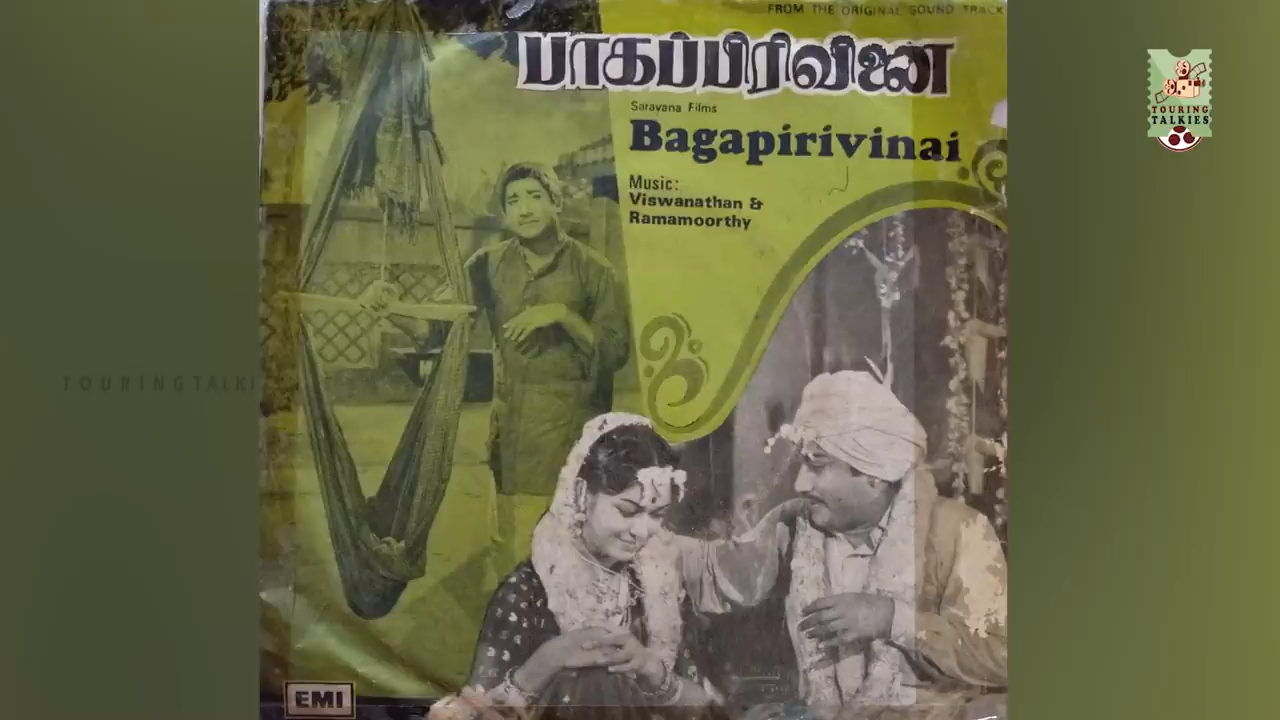 FROM THE ORIGINAL SOUND TRACK
பாகப்பிரிவினை
Saravana Films
Bagapirivinai
Music:
Viswanathan &
Ramamoorthy
TOURING
TALKIES
TOURINGTALKI
EMI